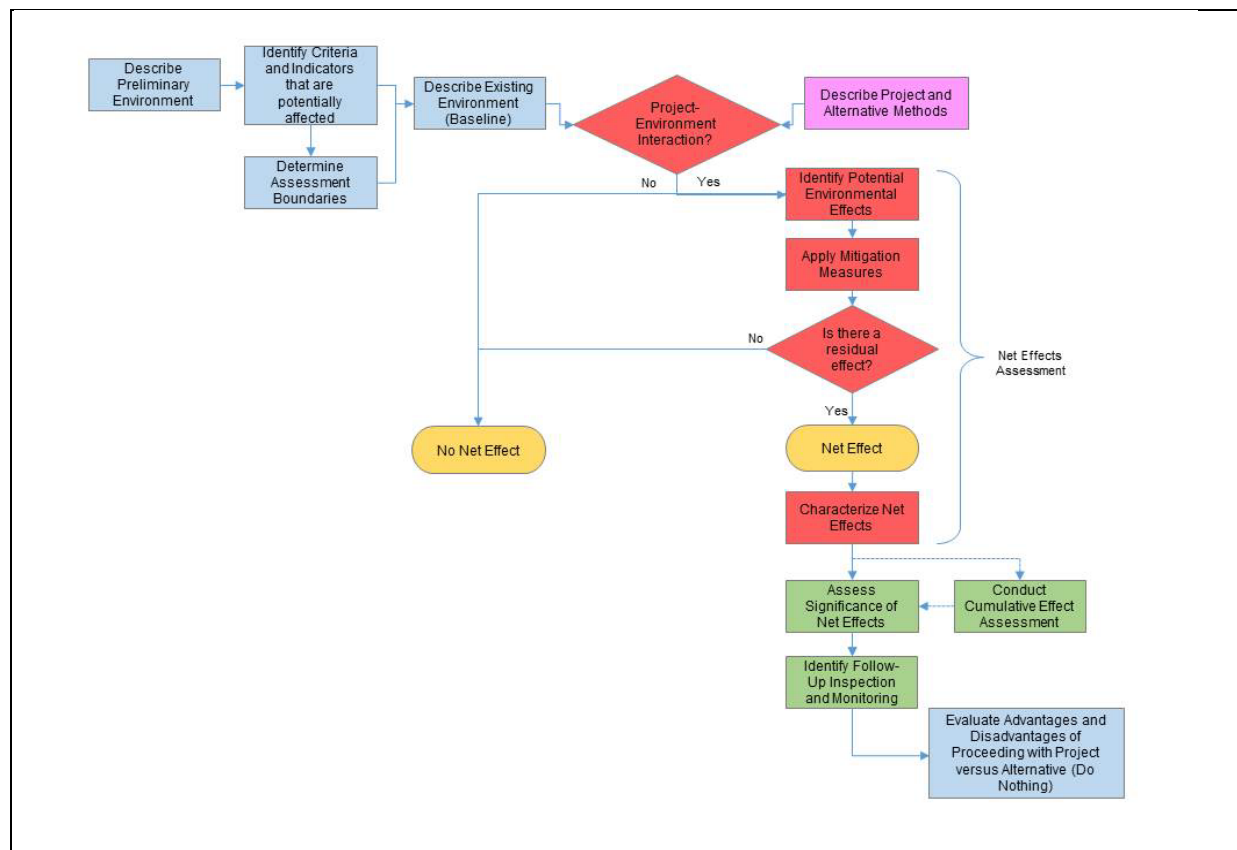 Describe
Preliminary
Environment
Identify Criteria
and Indicators
that are
potentially
affected
Determine
Assessment
Boundaries
Describe Existing
Environment
(Baseline)
Project-
Environment
Interaction?
Describe Project and
Alternative Methods
No
Yes
Identify Potential
Environmental
Effects
Apply Mitigation
Measures
Is there a
residual
effect?
No
Yes
Net Effects
Assessment
No Net Effect
Net Effect
Characterize Net
Effects
Assess
Significance of
Net Effects
Conduct
Cumulative Effect
Assessment
Identify Follow-
Up Inspection
and Monitoring
Evaluate Advantages and
Disadvantages of
Proceeding with Project
versus Alternative (Do
Nothing)